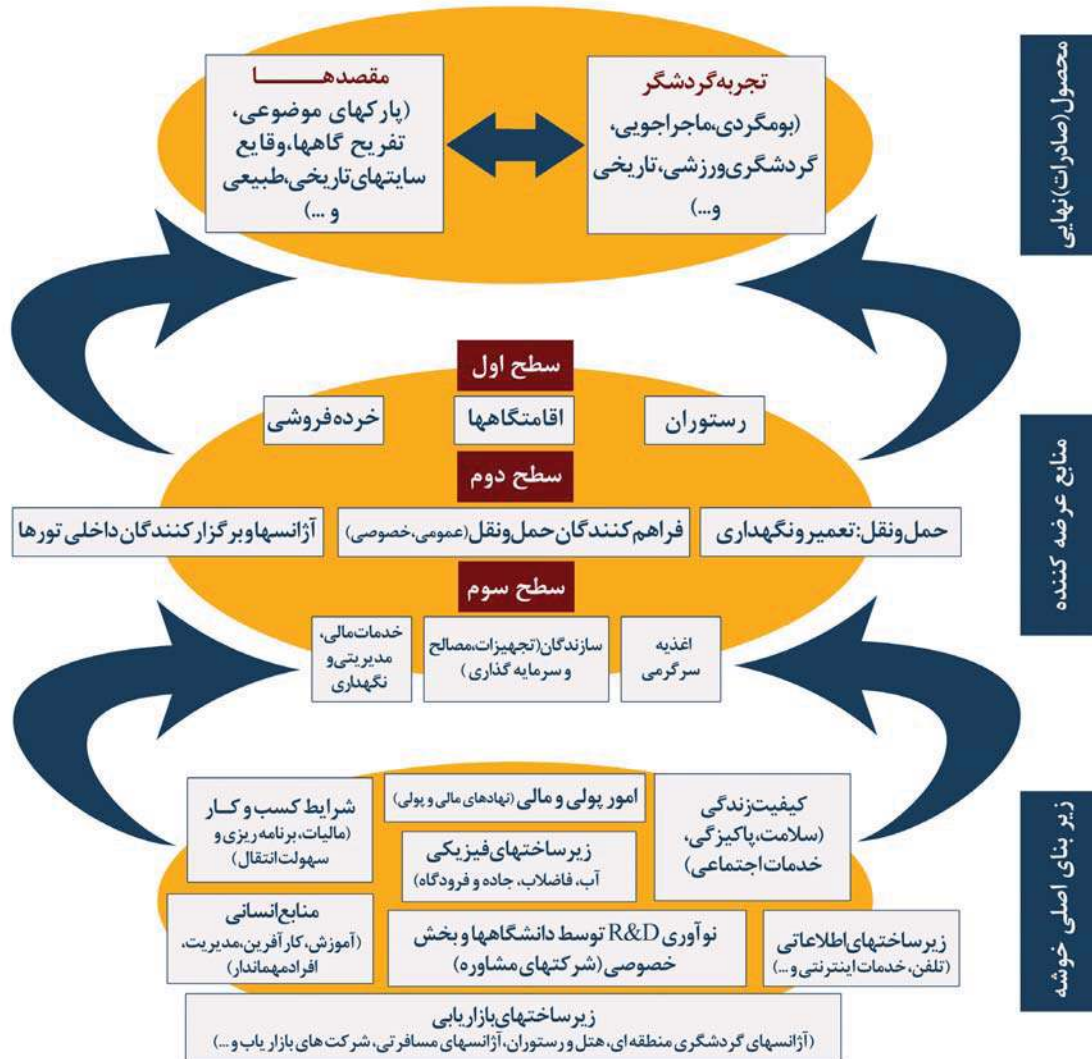 محصول(صادرات)نهایی
تجربه گردشگر
(بومگردی،ماجراجویی،
گردشگری ورزشی، تاریخی
و...)
مقصدهـــــــا
(پارکهای موضوعی،
تفریح گاهها،وقایع
سایتهای تاریخی، طبیعی
و ...)
منابع عرضه کننده
سطح اول
رستوران
اقامتگاهها
خرده فروشی
سطح دوم
حمل ونقل: تعمیر ونگهداری
فراهم کنندگان حمل ونقل (عمومی، خصوصی)
آژانسها و برگزار کنندگان داخلی تورها
سطح سوم
اغذیه
سرگرمی
سازندگان(تجهیزات،مصالح
و سرمایه گذاری )
خدمات مالی،
مدیریتی و
نگهداری
زیر بنای اصلی خوشه
کیفیت زندگی
(سلامت، پاکیزگی،
خدمات اجتماعی)
امور پولی و مالی (نهادهای مالی و پولی)
شرایط کسب و کار
(مالیات، برنامه ریزی و
سهولت انتقال)
زیرساختهای فیزیکی
آب، فاضلاب، جاده و فرودگاه)
زیرساختهای اطلاعاتی
(تلفن، خدمات اینترنتی و ...)
نوآوری R&D توسط دانشگاهها و بخش
خصوصی (شرکتهای مشاوره)
منابع انسانی
(آموزش، کار آفرین، مدیریت،
افراد مهماندار)
زیرساختهای بازاریابی
(آژانسهای گردشگری منطقه ای، هتل و رستوران، آژانسهای مسافرتی، شرکت های بازار یاب و ...)